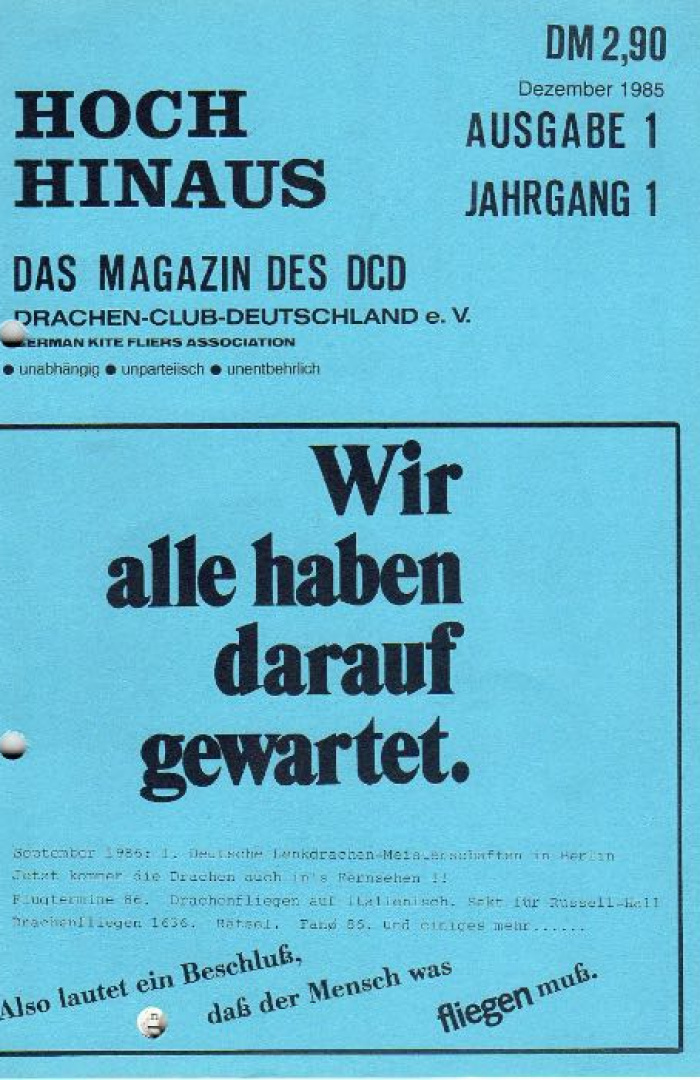 DM 2,90
Dezember 1985
HOCH
AUSGABE 1
HINAUS
JAHRGANG 1
DAS MAGAZIN DES DCD
DRACHEN-CLUB-DEUTSCHLAND e. V.
GERMAN KITE FLIERS ASSOCIATION
● unabhängig ● unparteiisch ● unentbehrlich
Wir
alle haben
darauf
gewartet.
September 1986: 1. Deutsche Lenkdrachen-Meisterschaften in Berlin
Jetzt kommen die Drachen auch in's Fernsehen !!
Flugtermine 86. Drachenfliegen auf italienisch. Sekt für Russell-Hall
Drachenfliegen 1636. Rätsel. Fanø 85. und einiges mehr......
Also lautet ein Beschluß,
daß der Mensch was
fliegen muß.